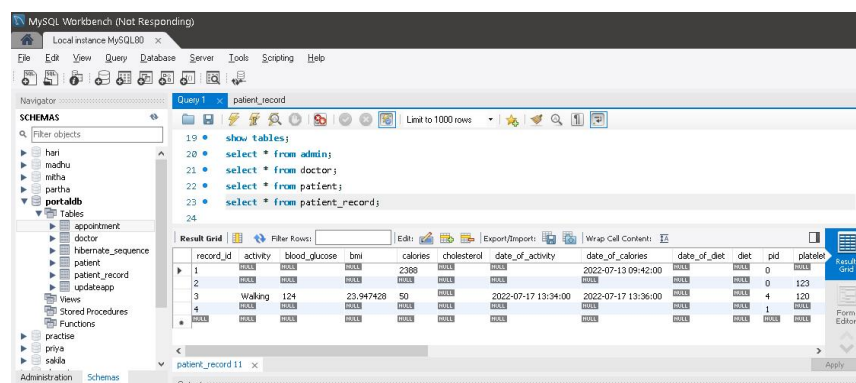 MySQL Workbench (Not Responding)
Local instance MySQL80 ×
File Edit View Query Database Server Tools Scripting Help
Navigator
Query 1 × patient_record
SCHEMAS
Filter objects
Limit to 1000 rows
hari
madhu
mitha
partha
portaldb
Tables
appointment
doctor
hibernate_sequence
patient
patient_record
updateapp
Views
Stored Procedures
Functions
practise
priya
sakila
Administration Schemas
19 show tables;
20 select * from admin;
21 select * from doctor;
22 select * from patient;
23 select * from patient_record;
24
Result Grid Filter Rows: Edit: Export/Import: Wrap Cell Content:
record_id activity blood_glucose bmi calories cholesterol date_of_activity date_of_calories date_of_diet diet pid platelet
1 NULL NULL NULL 2388 NULL NULL 2022-07-13 09:42:00 NULL NULL 0
2 NULL NULL NULL NULL NULL NULL NULL NULL NULL 0 123
3 Walking 124 23.947428 50 NULL 2022-07-17 13:34:00 2022-07-17 13:36:00 NULL NULL 4 120
4 NULL NULL NULL NULL NULL NULL NULL NULL NULL 1
NULL NULL NULL NULL NULL NULL NULL NULL NULL NULL NULL NULL
Result Grid
Form Editor
patient_record 11 ×
Apply